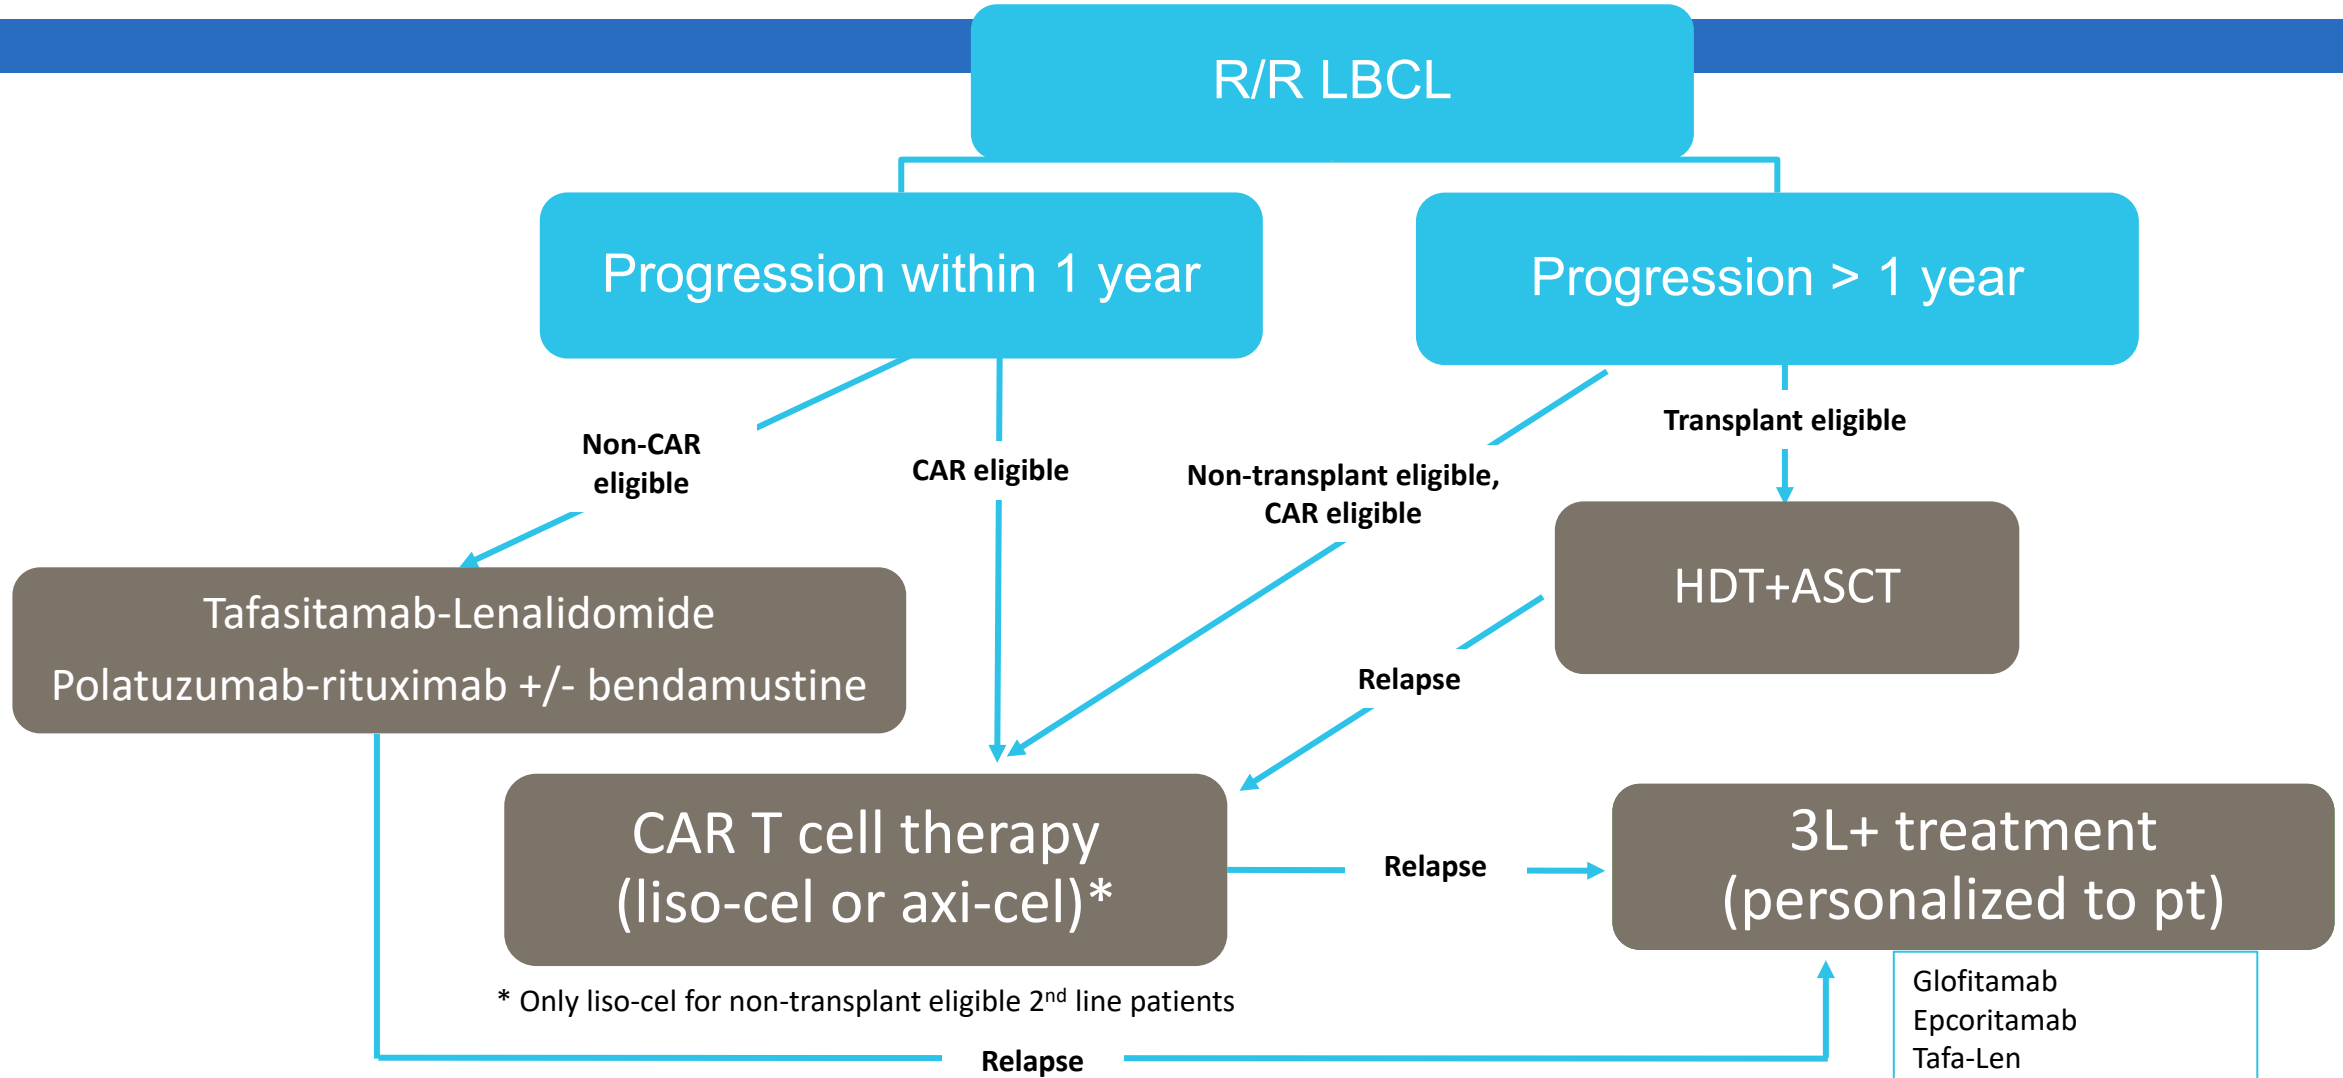 R/R LBCL
Progression within 1 year
Progression > 1 year
Non-CAR
eligible
CAR eligible
Non-transplant eligible,
CAR eligible
Transplant eligible
HDT+ASCT
Tafasitamab-Lenalidomide
Polatuzumab-rituximab +/- bendamustine
Relapse
CAR T cell therapy
(liso-cel or axi-cel)*
Relapse
3L+ treatment
(personalized to pt)
* Only liso-cel for non-transplant eligible 2nd line patients
Relapse
Glofitamab
Epcoritamab
Tafa-Len